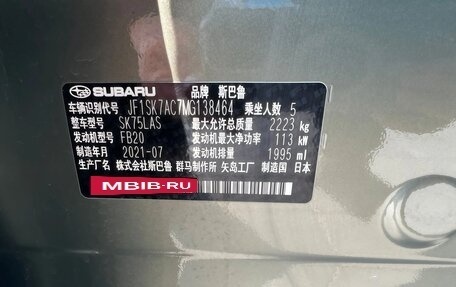 SUBARU 品牌 斯巴鲁
车辆识别代号 JF1SK7AC7MG138464 乘坐人数 5
整车型号 SK75LAS 最大允许总质量 2223 kg
发动机型号 FB20 发动机最大净功率 113 kW
制造年月 2021-07 发动机排量 1995 ml
生产厂名 株式会社斯巴鲁 群马制作所 矢岛工厂 制造国 日本
MBIB-RU